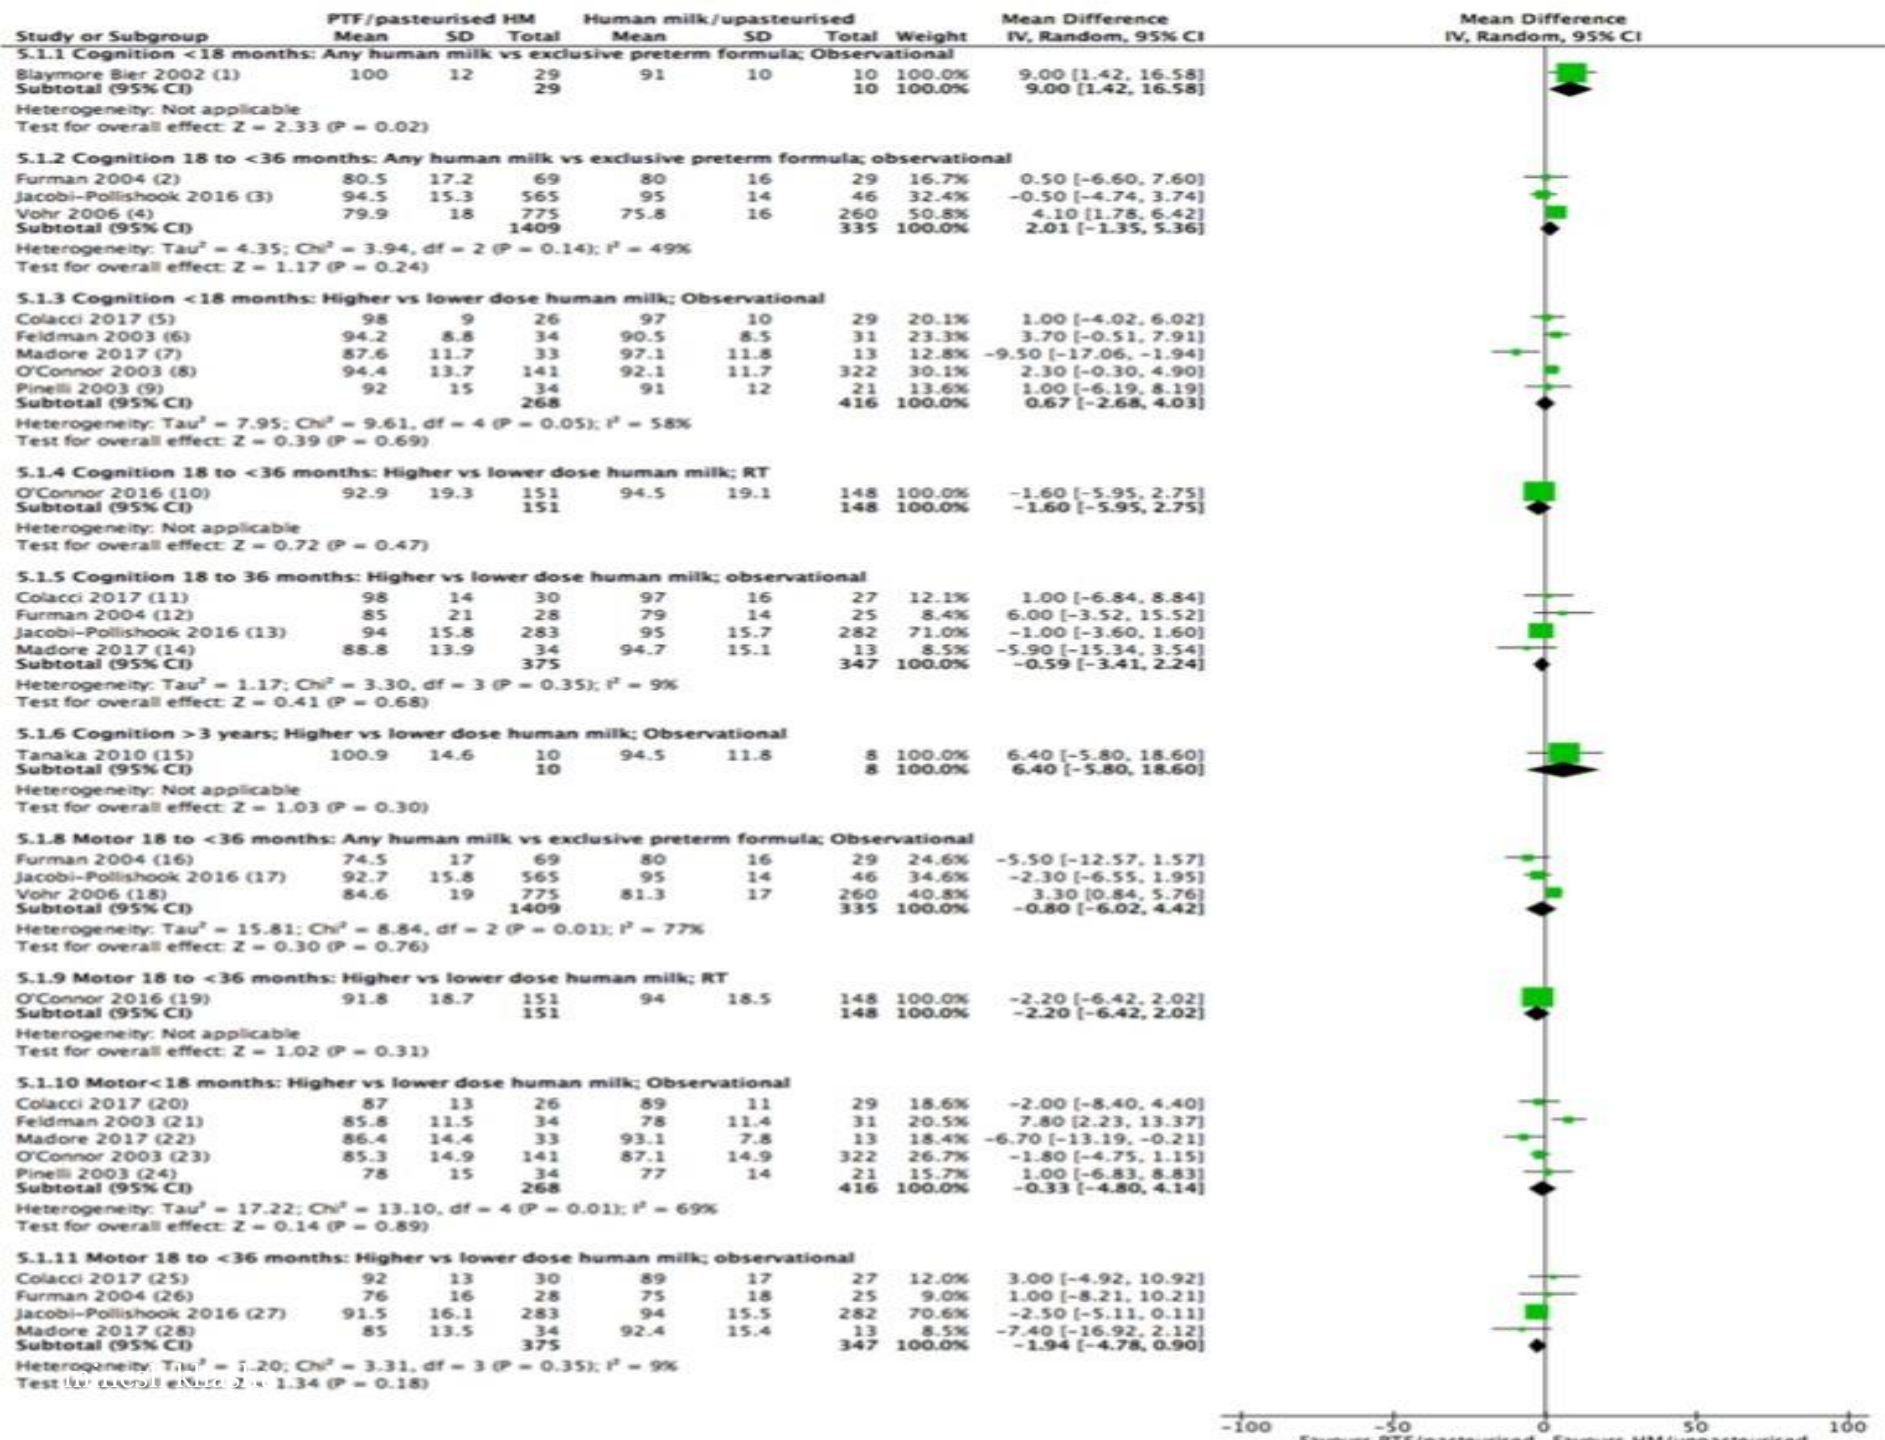 PTF/pasteurised HM Human milk/upasteurised Mean Difference Mean Difference
Study or Subgroup Mean SD Total Mean SD Total Weight IV, Random, 95% CI IV, Random, 95% CI
5.1.1 Cognition <18 months: Any human milk vs exclusive preterm formula; Observational
Blaymore Bier 2002 (1) 100 12 29 91 10 10 100.0% 9.00 [1.42, 16.58]
Subtotal (95% CI) 29 10 100.0% 9.00 [1.42, 16.58]
Heterogeneity: Not applicable
Test for overall effect: Z = 2.33 (P = 0.02)
5.1.2 Cognition 18 to <36 months: Any human milk vs exclusive preterm formula; observational
Furman 2004 (2) 80.5 17.2 69 80 16 29 16.7% 0.50 [-6.60, 7.60]
Jacobi-Pollishook 2016 (3) 94.5 15.3 565 95 14 46 32.4% -0.50 [-4.74, 3.74]
Vohr 2006 (4) 79.9 18 775 75.8 16 260 50.8% 4.10 [1.78, 6.42]
Subtotal (95% CI) 1409 335 100.0% 2.01 [-1.35, 5.36]
Heterogeneity: Tau² = 4.35; Chi² = 3.94, df = 2 (P = 0.14); I² = 49%
Test for overall effect: Z = 1.17 (P = 0.24)
5.1.3 Cognition <18 months: Higher vs lower dose human milk; Observational
Colacci 2017 (5) 98 9 26 97 10 29 20.1% 1.00 [-4.02, 6.02]
Feldman 2003 (6) 94.2 8.8 34 90.5 8.5 31 23.3% 3.70 [-0.51, 7.91]
Madore 2017 (7) 87.6 11.7 33 97.1 11.8 13 12.8% -9.50 [-17.06, -1.94]
O'Connor 2003 (8) 94.4 13.7 141 92.1 11.7 322 30.1% 2.30 [-0.30, 4.90]
Pinelli 2003 (9) 92 15 34 91 12 21 13.6% 1.00 [-6.19, 8.19]
Subtotal (95% CI) 268 416 100.0% 0.67 [-2.68, 4.03]
Heterogeneity: Tau² = 7.95; Chi² = 9.61, df = 4 (P = 0.05); I² = 58%
Test for overall effect: Z = 0.39 (P = 0.69)
5.1.4 Cognition 18 to <36 months: Higher vs lower dose human milk; RT
O'Connor 2016 (10) 92.9 19.3 151 94.5 19.1 148 100.0% -1.60 [-5.95, 2.75]
Subtotal (95% CI) 151 148 100.0% -1.60 [-5.95, 2.75]
Heterogeneity: Not applicable
Test for overall effect: Z = 0.72 (P = 0.47)
5.1.5 Cognition 18 to 36 months: Higher vs lower dose human milk; observational
Colacci 2017 (11) 98 14 30 97 16 27 12.1% 1.00 [-6.84, 8.84]
Furman 2004 (12) 85 21 28 79 14 25 8.4% 6.00 [-3.52, 15.52]
Jacobi-Pollishook 2016 (13) 94 15.8 283 95 15.7 282 71.0% -1.00 [-3.60, 1.60]
Madore 2017 (14) 88.8 13.9 34 94.7 15.1 13 8.5% -5.90 [-15.34, 3.54]
Subtotal (95% CI) 375 347 100.0% -0.59 [-3.41, 2.24]
Heterogeneity: Tau² = 1.17; Chi² = 3.30, df = 3 (P = 0.35); I² = 9%
Test for overall effect: Z = 0.41 (P = 0.68)
5.1.6 Cognition >3 years; Higher vs lower dose human milk; Observational
Tanaka 2010 (15) 100.9 14.6 10 94.5 11.8 8 100.0% 6.40 [-5.80, 18.60]
Subtotal (95% CI) 10 8 100.0% 6.40 [-5.80, 18.60]
Heterogeneity: Not applicable
Test for overall effect: Z = 1.03 (P = 0.30)
5.1.8 Motor 18 to <36 months: Any human milk vs exclusive preterm formula; Observational
Furman 2004 (16) 74.5 17 69 80 16 29 24.6% -5.50 [-12.57, 1.57]
Jacobi-Pollishook 2016 (17) 92.7 15.8 565 95 14 46 34.6% -2.30 [-6.55, 1.95]
Vohr 2006 (18) 84.6 19 775 81.3 17 260 40.8% 3.30 [0.84, 5.76]
Subtotal (95% CI) 1409 335 100.0% -0.80 [-6.02, 4.42]
Heterogeneity: Tau² = 15.81; Chi² = 8.84, df = 2 (P = 0.01); I² = 77%
Test for overall effect: Z = 0.30 (P = 0.76)
5.1.9 Motor 18 to <36 months: Higher vs lower dose human milk; RT
O'Connor 2016 (19) 91.8 18.7 151 94 18.5 148 100.0% -2.20 [-6.42, 2.02]
Subtotal (95% CI) 151 148 100.0% -2.20 [-6.42, 2.02]
Heterogeneity: Not applicable
Test for overall effect: Z = 1.02 (P = 0.31)
5.1.10 Motor<18 months: Higher vs lower dose human milk; Observational
Colacci 2017 (20) 87 13 26 89 11 29 18.6% -2.00 [-8.40, 4.40]
Feldman 2003 (21) 85.8 11.5 34 78 11.4 31 20.5% 7.80 [2.23, 13.37]
Madore 2017 (22) 86.4 14.4 33 93.1 7.8 13 18.4% -6.70 [-13.19, -0.21]
O'Connor 2003 (23) 85.3 14.9 141 87.1 14.9 322 26.7% -1.80 [-4.75, 1.15]
Pinelli 2003 (24) 78 15 34 77 14 21 15.7% 1.00 [-6.83, 8.83]
Subtotal (95% CI) 268 416 100.0% -0.33 [-4.80, 4.14]
Heterogeneity: Tau² = 17.22; Chi² = 13.10, df = 4 (P = 0.01); I² = 69%
Test for overall effect: Z = 0.14 (P = 0.89)
5.1.11 Motor 18 to <36 months: Higher vs lower dose human milk; observational
Colacci 2017 (25) 92 13 30 89 17 27 12.0% 3.00 [-4.92, 10.92]
Furman 2004 (26) 76 16 28 75 18 25 9.0% 1.00 [-8.21, 10.21]
Jacobi-Pollishook 2016 (27) 91.5 16.1 283 94 15.5 282 70.6% -2.50 [-5.11, 0.11]
Madore 2017 (28) 85 13.5 34 92.4 15.4 13 8.5% -7.40 [-16.92, 2.12]
Subtotal (95% CI) 375 347 100.0% -1.94 [-4.78, 0.90]
= 1.20; Chi² = 3.31, df = 3 (P = 0.35); I² = 9%
Test 1.34 (P = 0.18)
-100 -50 0 50 100